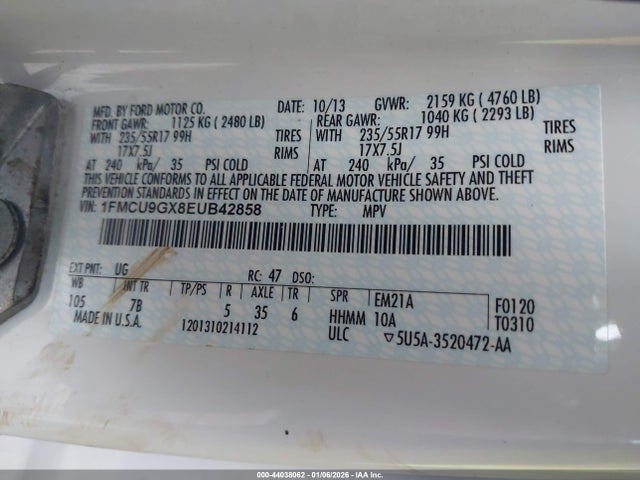 MFD. BY FORD MOTOR CO. DATE: 10/13 GVWR: 2159 KG ( 4760 LB)
FRONT GAWR: 1125 KG ( 2480 LB) REAR GAWR: 1040 KG ( 2293 LB)
WITH 235/55R17 99H TIRES WITH 235/55R17 99H TIRES
17X7.5J RIMS 17X7.5J RIMS
AT 240 kPa/ 35 PSI COLD AT 240 kPa/ 35 PSI COLD
THIS VEHICLE CONFORMS TO ALL APPLICABLE FEDERAL MOTOR VEHICLE SAFETY AND THEFT
PREVENTION STANDARDS IN EFFECT ON THE DATE OF MANUFACTURE SHOWN ABOVE.
VIN: 1FMCU9GX8EUB42858 TYPE: MPV
EXT PNT: UG RC: 47 DSO:
WB INT TR TP/PS R AXLE TR SPR EM21A F0120
105 7B 5 35 6 HHMM 10A T0310
MADE IN U.S.A. 1201310214112 ULC ▽5U5A-3520472-AA
000-44038062 - 01/06/2026 - IAA Inc.